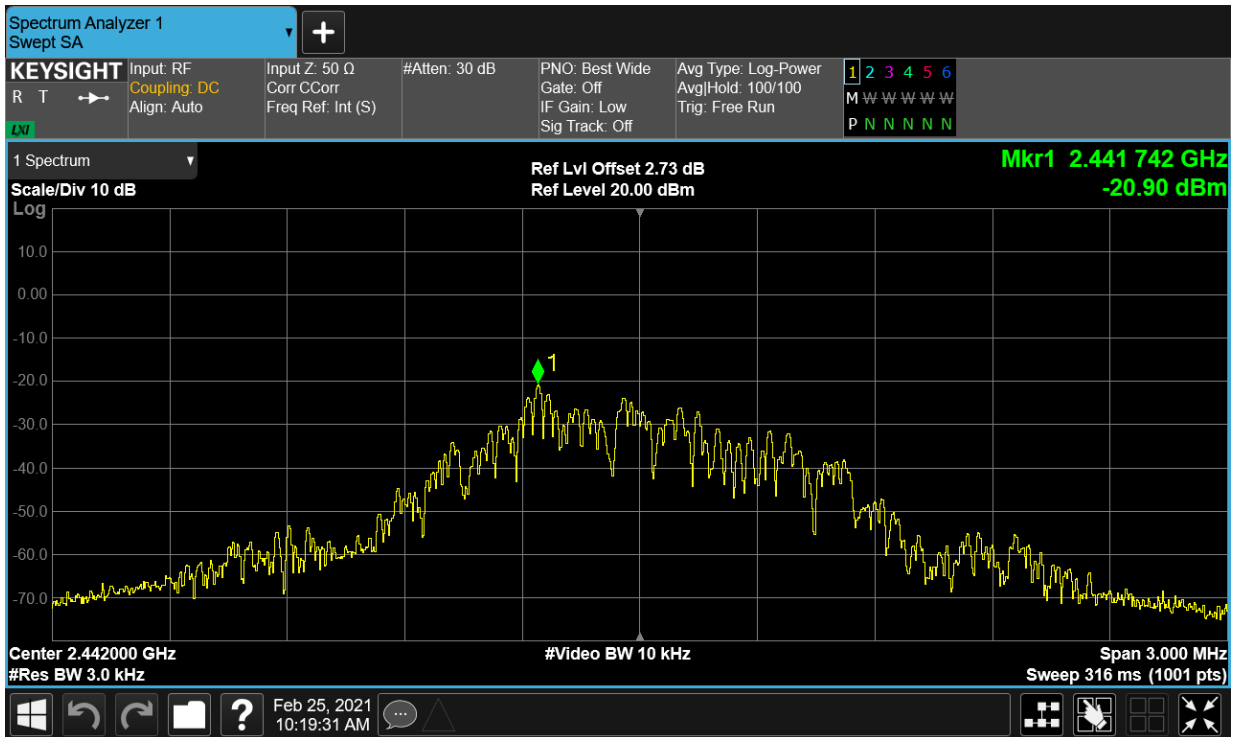 Spectrum Analyzer 1
Swept SA
+
KEYSIGHT
R T
LXI
Input: RF
Coupling: DC
Align: Auto
Input Z: 50 Ω
Corr CCorr
Freq Ref: Int (S)
#Atten: 30 dB
PNO: Best Wide
Gate: Off
IF Gain: Low
Sig Track: Off
Avg Type: Log-Power
Avg|Hold: 100/100
Trig: Free Run
1 2 3 4 5 6
M W W W W W
P N N N N N
1 Spectrum
Scale/Div 10 dB
Log
Ref Lvl Offset 2.73 dB
Ref Level 20.00 dBm
Mkr1 2.441 742 GHz
-20.90 dBm
10.0
0.00
-10.0
1
-20.0
-30.0
-40.0
-50.0
-60.0
-70.0
Center 2.442000 GHz
#Res BW 3.0 kHz
#Video BW 10 kHz
Span 3.000 MHz
Sweep 316 ms (1001 pts)
?
Feb 25, 2021
10:19:31 AM